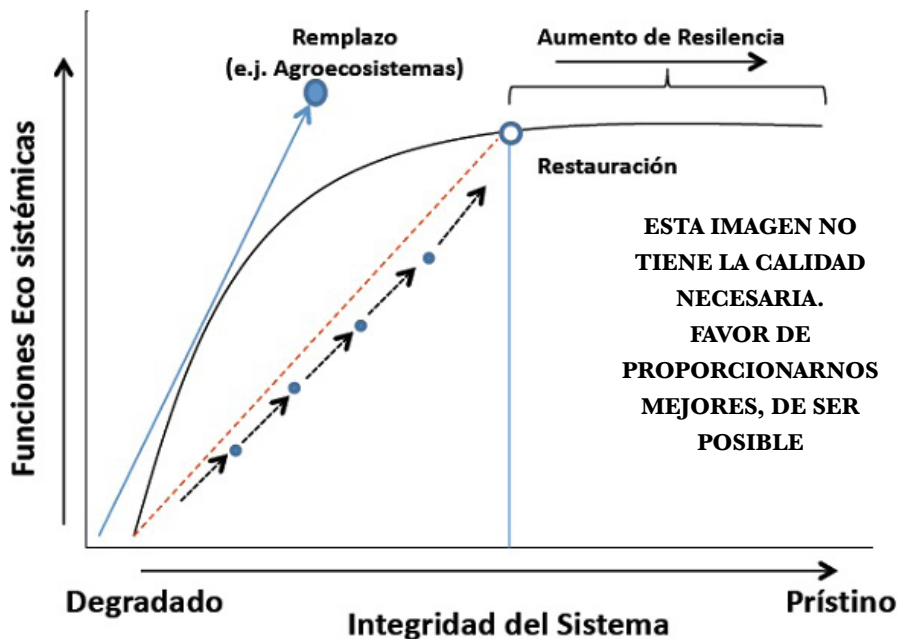 Remplazo
(e.j. Agroecosistemas)
Aumento de Resilencia
Restauración
ESTA IMAGEN NO
TIENE LA CALIDAD
NECESARIA.
FAVOR DE
PROPORCIONARNOS
MEJORES, DE SER
POSIBLE
Funciones Eco sistémicas
Degradado
Prístino
Integridad del Sistema